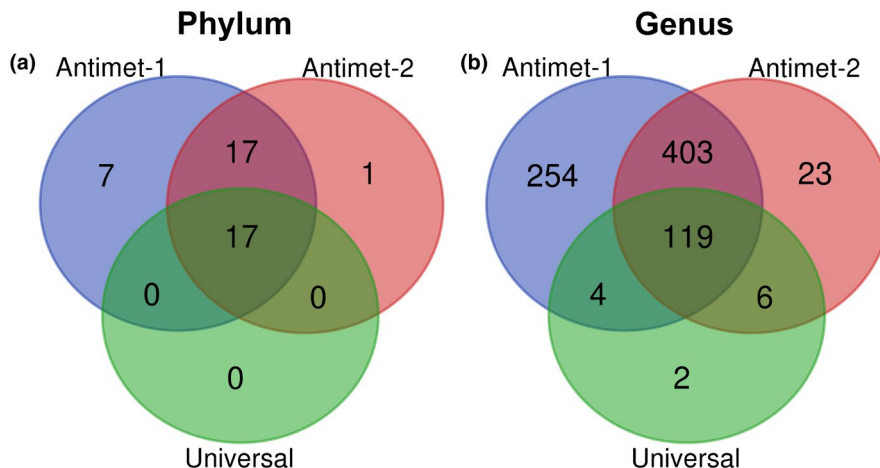 Phylum
Genus
(a) Antimet-1 Antimet-2
7 17 1
17
0 0
0
Universal
(b) Antimet-1 Antimet-2
254 403 23
119
4 6
2
Universal